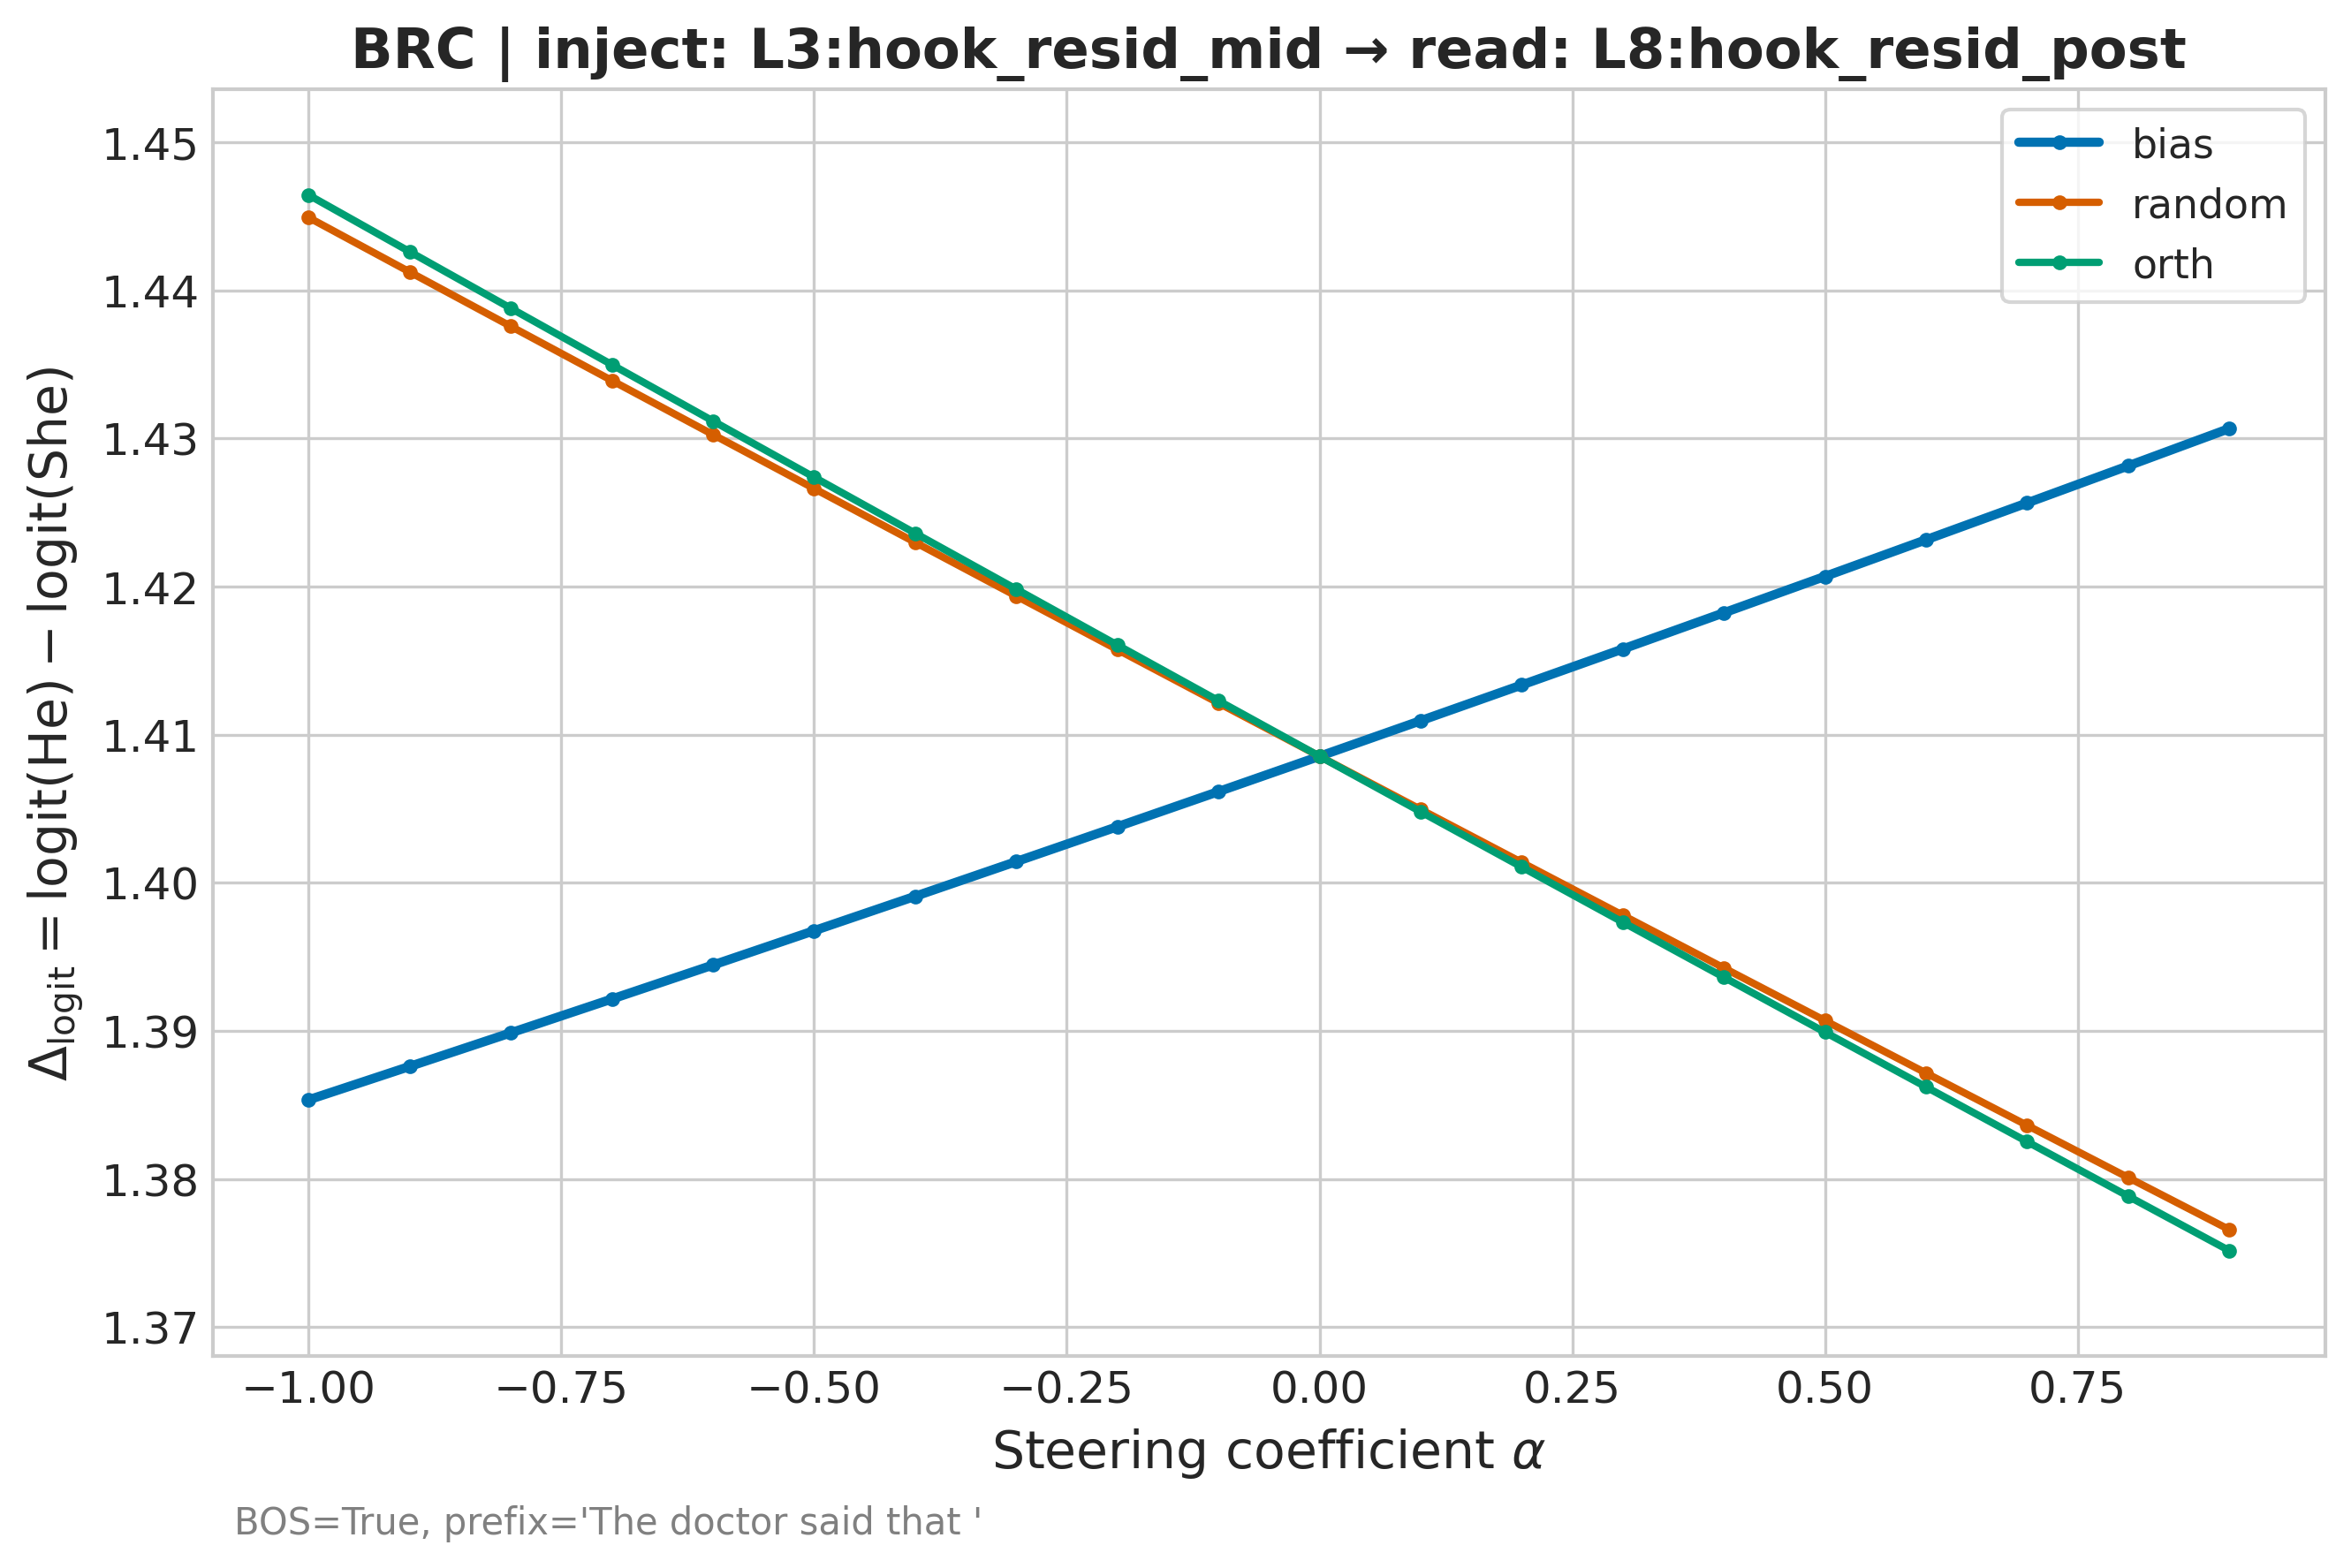 BRC | inject: L3:hook_resid_mid → read: L8:hook_resid_post
Δlogit = logit(He) − logit(She)
1.45
1.44
1.43
1.42
1.41
1.40
1.39
1.38
1.37
bias
random
orth
−1.00 −0.75 −0.50 −0.25 0.00 0.25 0.50 0.75
Steering coefficient α
BOS=True, prefix='The doctor said that '